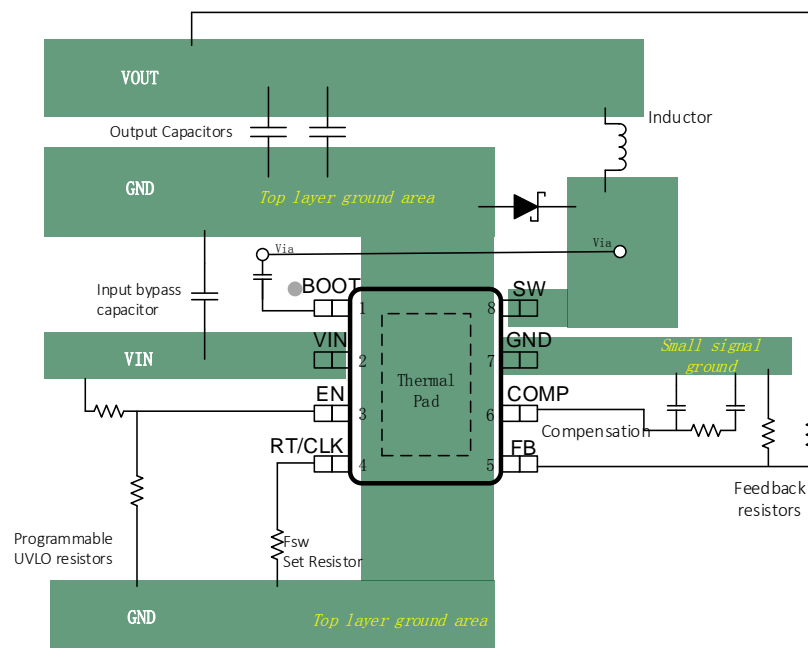 VOUT
Inductor
Output Capacitors
GND
Top layer ground area
Via
Via
BOOT
SW
Input bypass
capacitor
1
8
VIN
VIN
2
7
GND
Small signal
ground
Thermal
Pad
EN
3
6
COMP
Compensation
RT/CLK
4
5
FB
Feedback
resistors
Programmable
UVLO resistors
Fsw
Set Resistor
GND
Top layer ground area